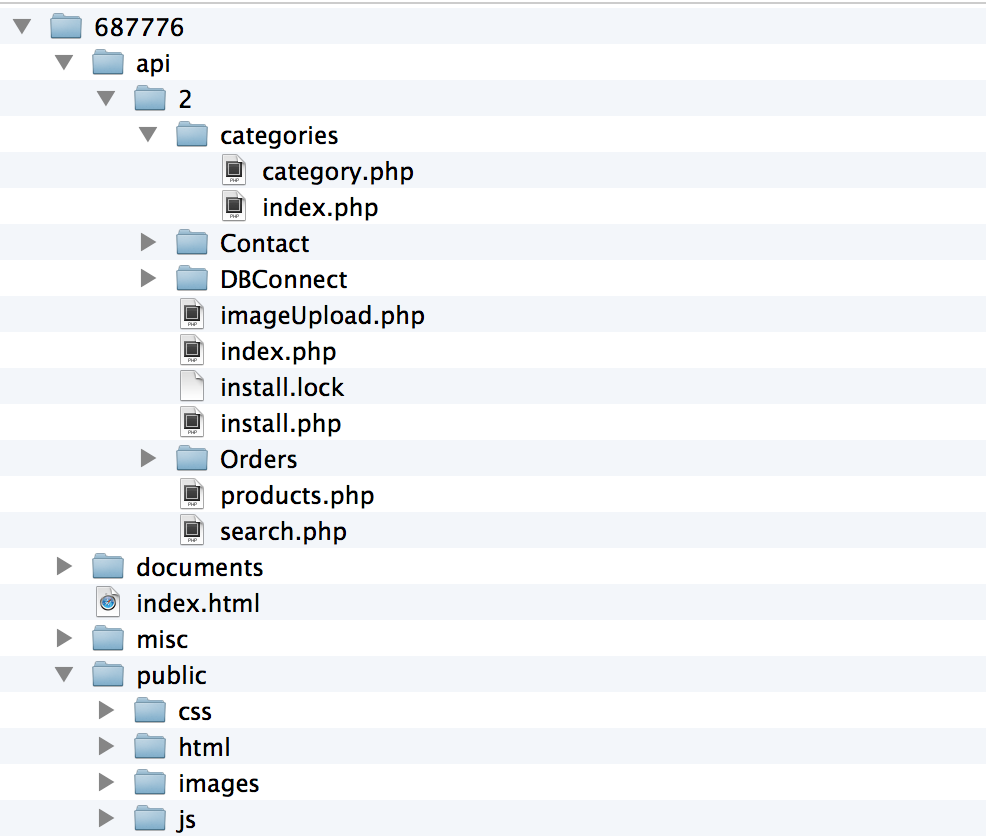 687776
api
2
categories
category.php
index.php
Contact
DBConnect
imageUpload.php
index.php
install.lock
install.php
Orders
products.php
search.php
documents
index.html
misc
public
css
html
images
js